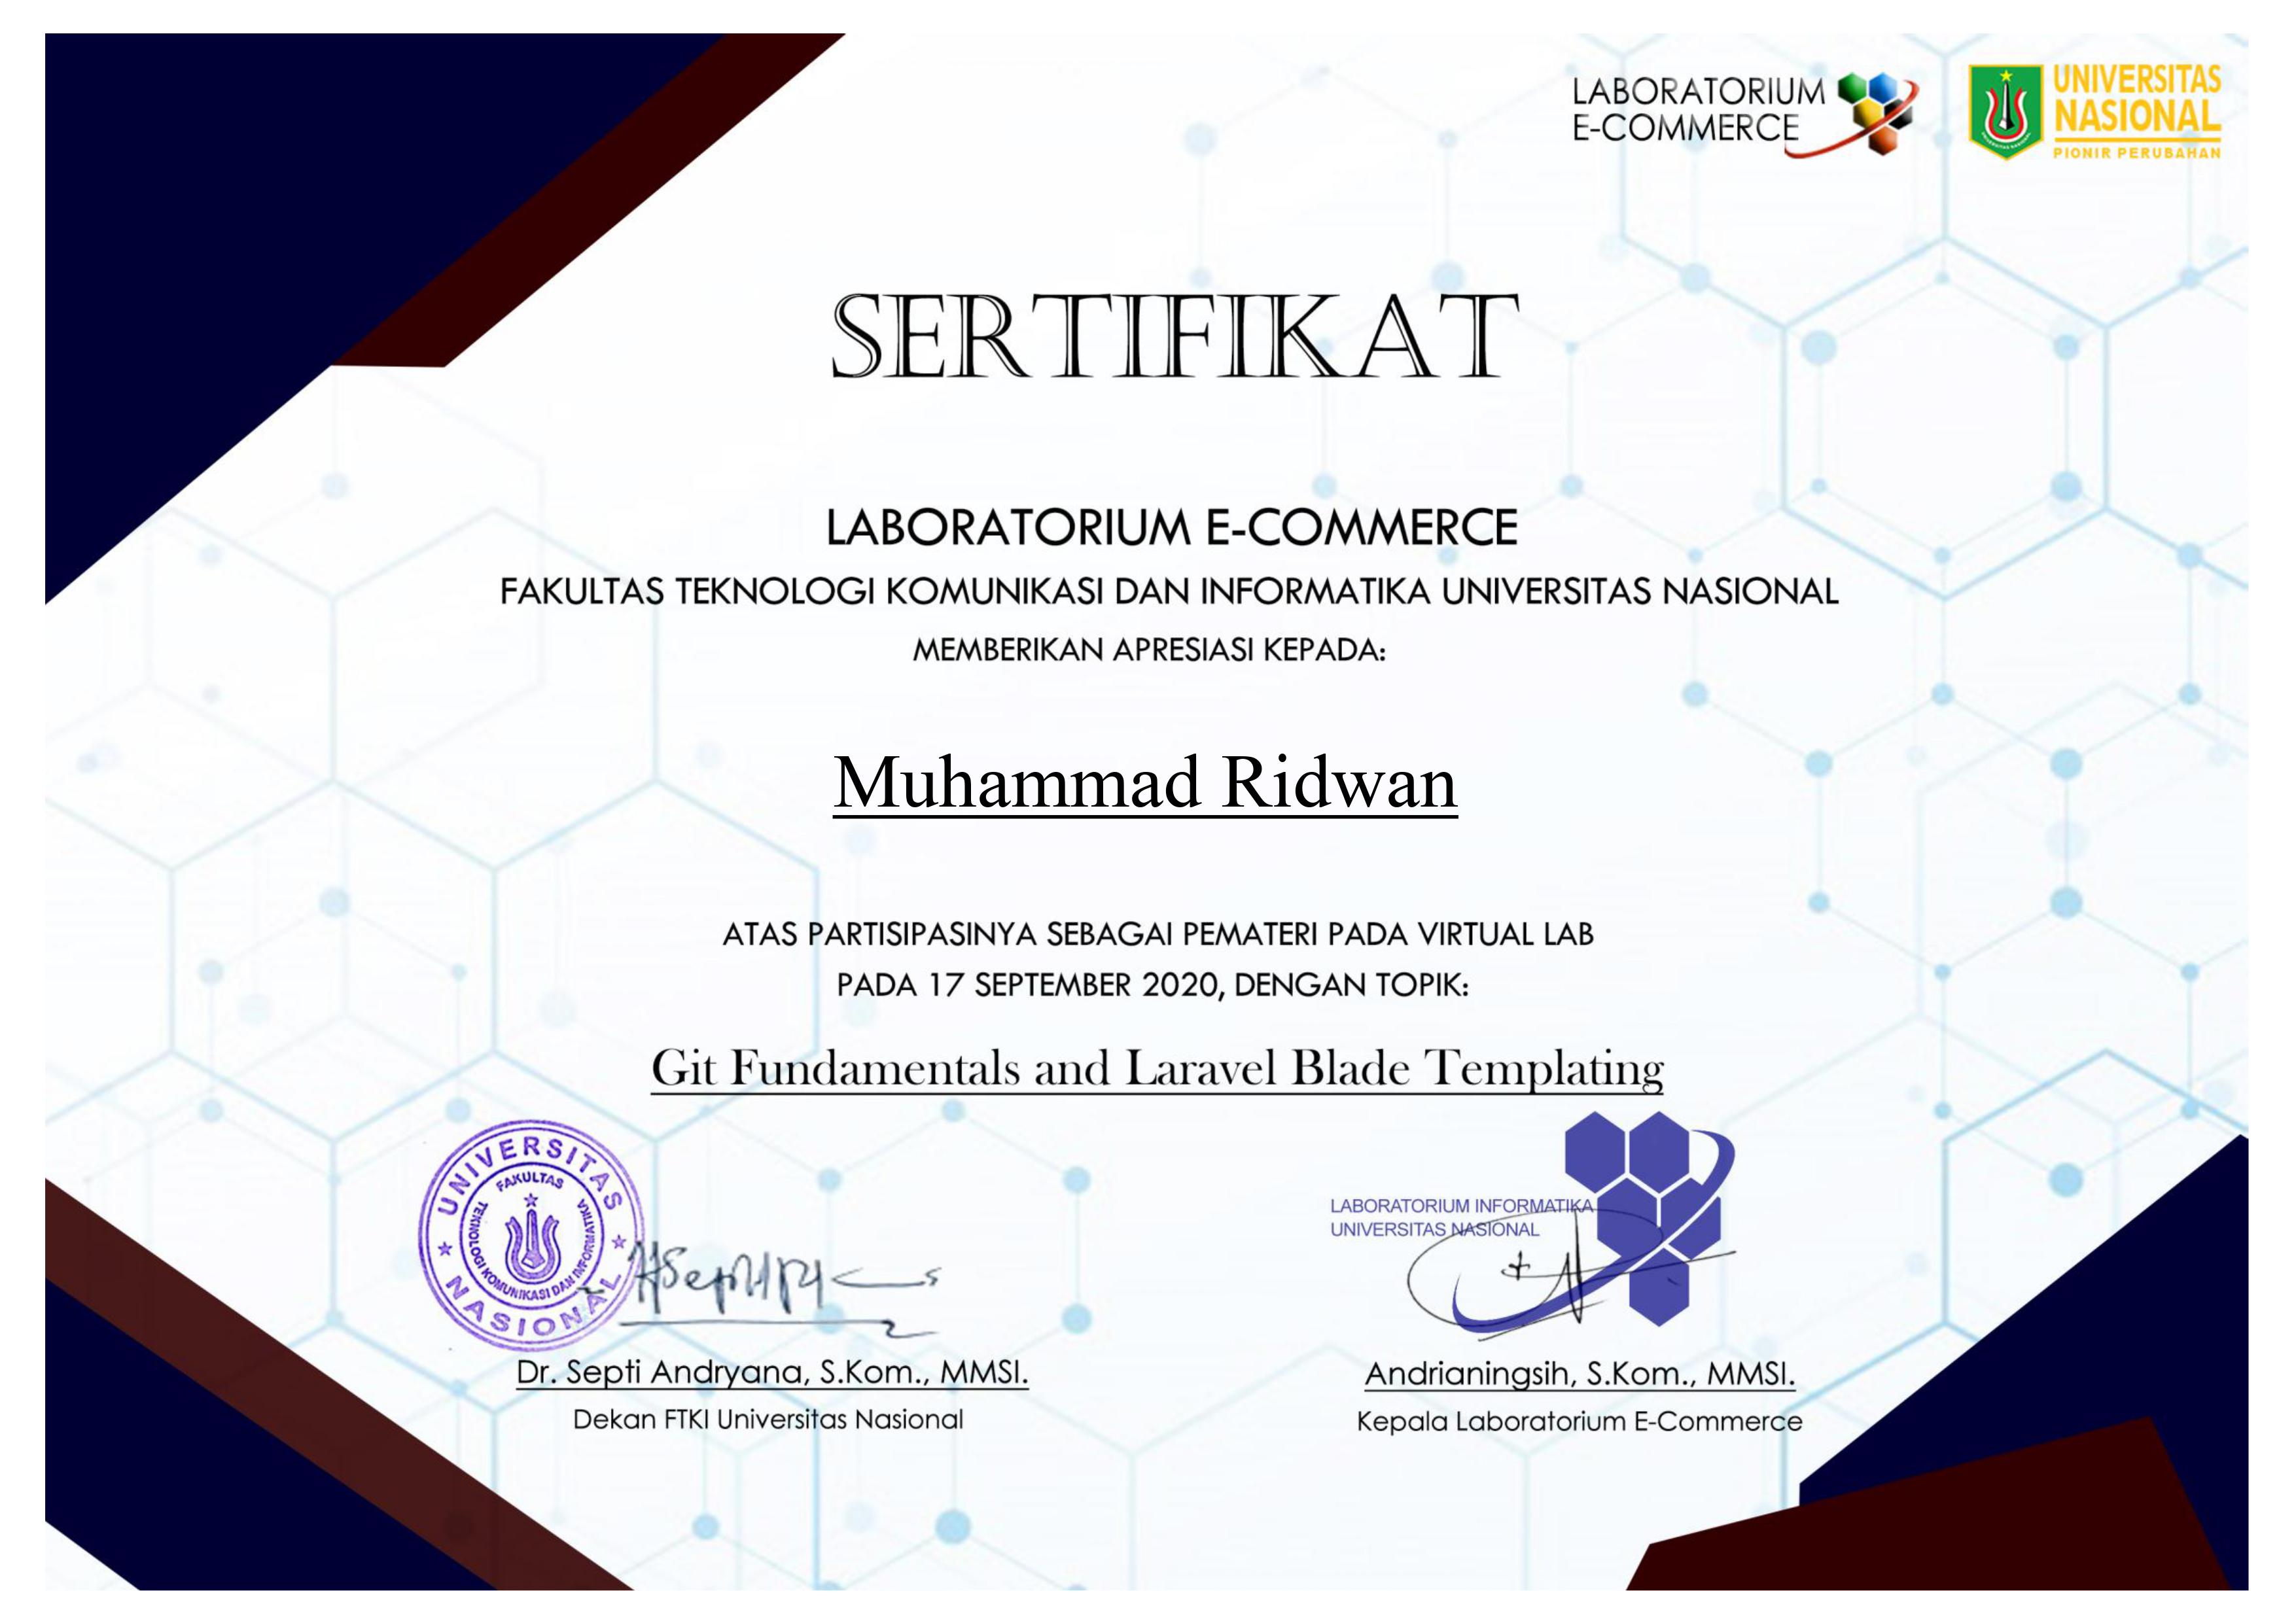 LABORATORIUM
E-COMMERCE
UNIVERSITAS
NASIONAL
PIONIR PERUBAHAN
SERTIFIKAT
LABORATORIUM E-COMMERCE
FAKULTAS TEKNOLOGI KOMUNIKASI DAN INFORMATIKA UNIVERSITAS NASIONAL
MEMBERIKAN APRESIASI KEPADA:
Muhammad Ridwan
ATAS PARTISIPASINYA SEBAGAI PEMATERI PADA VIRTUAL LAB
PADA 17 SEPTEMBER 2020, DENGAN TOPIK:
Git Fundamentals and Laravel Blade Templating
UNIVERSITAS
NASIONAL
FAKULTAS
TEKNOLOGI KOMUNIKASI DAN INFORMATIKA
LABORATORIUM INFORMATIKA
UNIVERSITAS NASIONAL
Dr. Septi Andryana, S.Kom., MMSI.
Dekan FTKI Universitas Nasional
Andrianingsih, S.Kom., MMSI.
Kepala Laboratorium E-Commerce